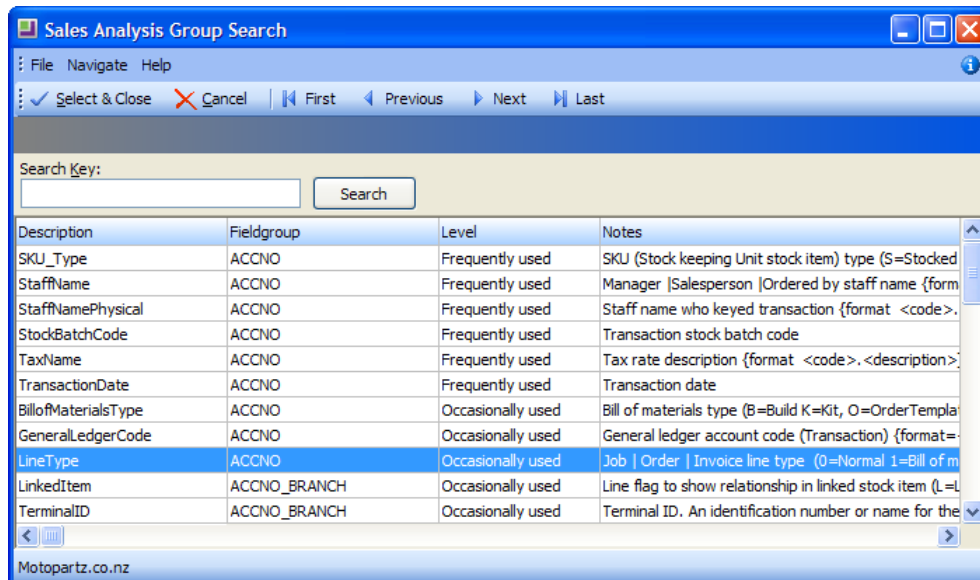 Sales Analysis Group Search
File Navigate Help
Select & Close Cancel First Previous Next Last
Search Key:
Search
Description Fieldgroup Level Notes
SKU_Type ACCNO Frequently used SKU (Stock keeping Unit stock item) type (S=Stocked
StaffName ACCNO Frequently used Manager |Salesperson |Ordered by staff name {form
StaffNamePhysical ACCNO Frequently used Staff name who keyed transaction {format <code>.
StockBatchCode ACCNO Frequently used Transaction stock batch code
TaxName ACCNO Frequently used Tax rate description {format <code>.<description>}
TransactionDate ACCNO Frequently used Transaction date
BillofMaterialsType ACCNO Occasionally used Bill of materials type (B=Build K=Kit, O=OrderTemplat
GeneralLedgerCode ACCNO Occasionally used General ledger account code (Transaction) {format=
LineType ACCNO Occasionally used Job | Order | Invoice line type (0=Normal 1=Bill of m
LinkedItem ACCNO_BRANCH Occasionally used Line flag to show relationship in linked stock item (L=L
TerminalID ACCNO_BRANCH Occasionally used Terminal ID. An identification number or name for the
Motopartz.co.nz